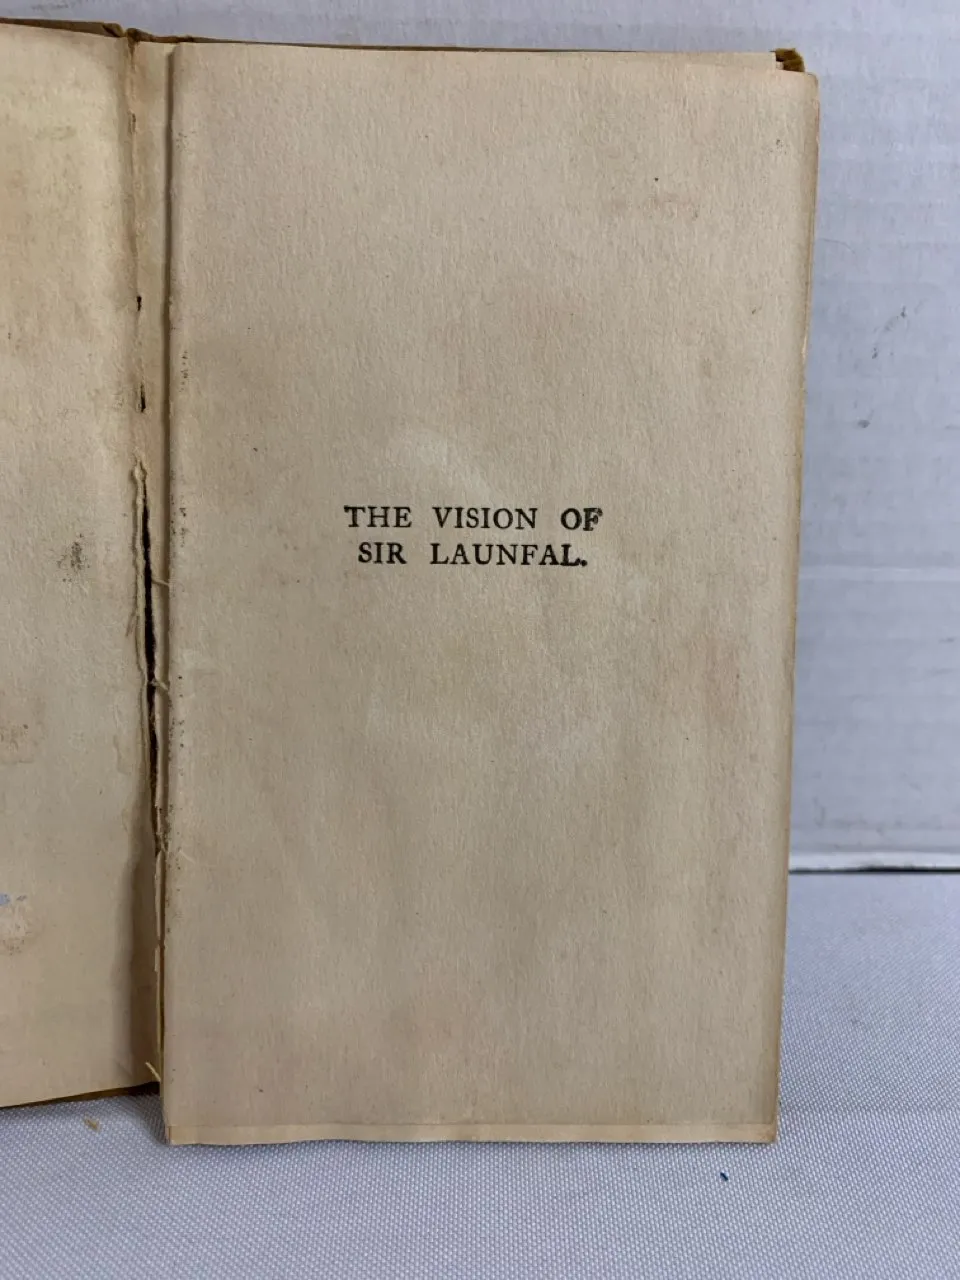 THE VISION OF
SIR LAUNFAL.